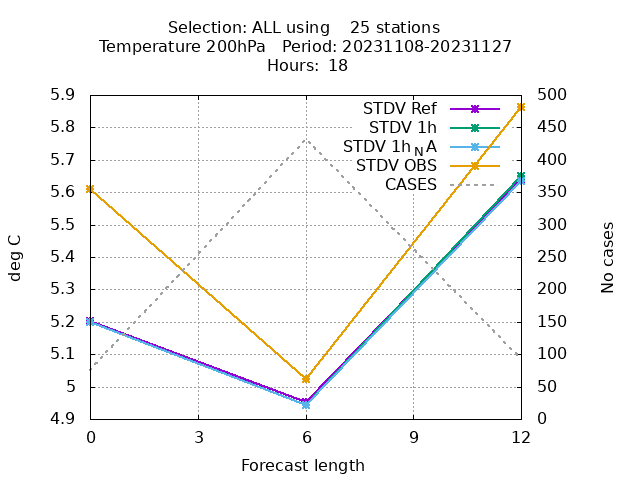 Selection: ALL using 25 stations
Temperature 200hPa Period: 20231108-20231127
Hours: 18
5.9
5.8
5.7
5.6
5.5
5.4
5.3
5.2
5.1
5
4.9
deg C
STDV Ref
STDV 1h
STDV 1h_N A
STDV OBS
CASES
500
450
400
350
300
250
200
150
100
50
0
No cases
0 3 6 9 12
Forecast length